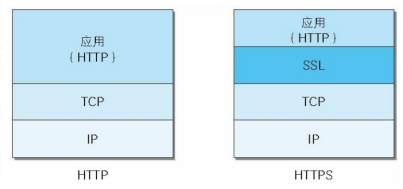 应用
( HTTP )
TCP
IP
HTTP
应用
( HTTP )
SSL
TCP
IP
HTTPS